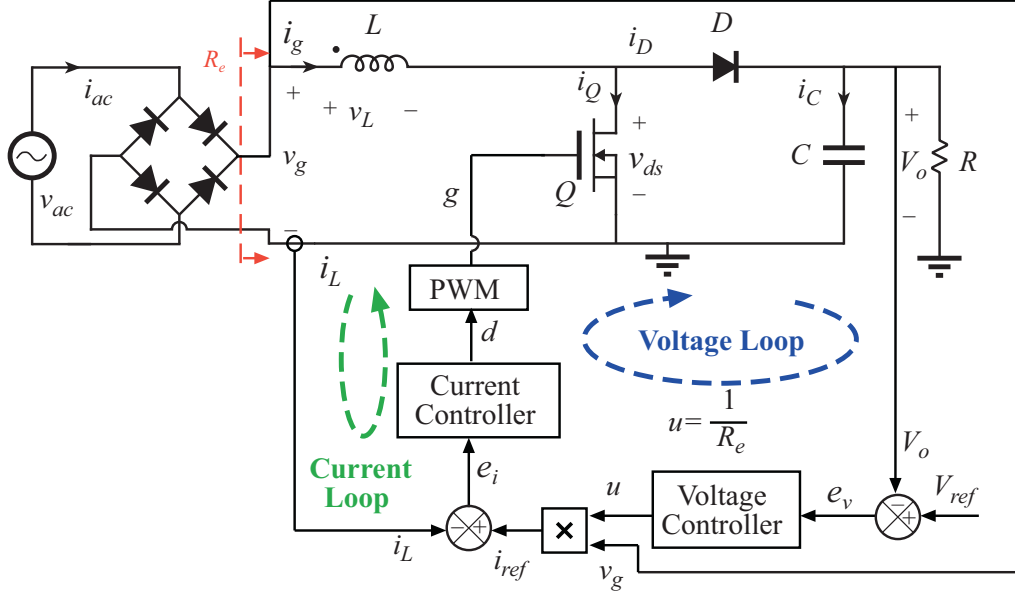 i_g
L
i_D
D
R_e
i_ac
+
+ v_L −
i_Q
i_C
+
+
v_g
v_ds
C
V_o
R
v_ac
g
Q
−
−
−
i_L
PWM
d
Voltage Loop
Current
Controller
u= 1/R_e
Current
Loop
e_i
V_o
u
Voltage
Controller
e_v
−
+
V_ref
−
+
×
i_L
i_ref
v_g